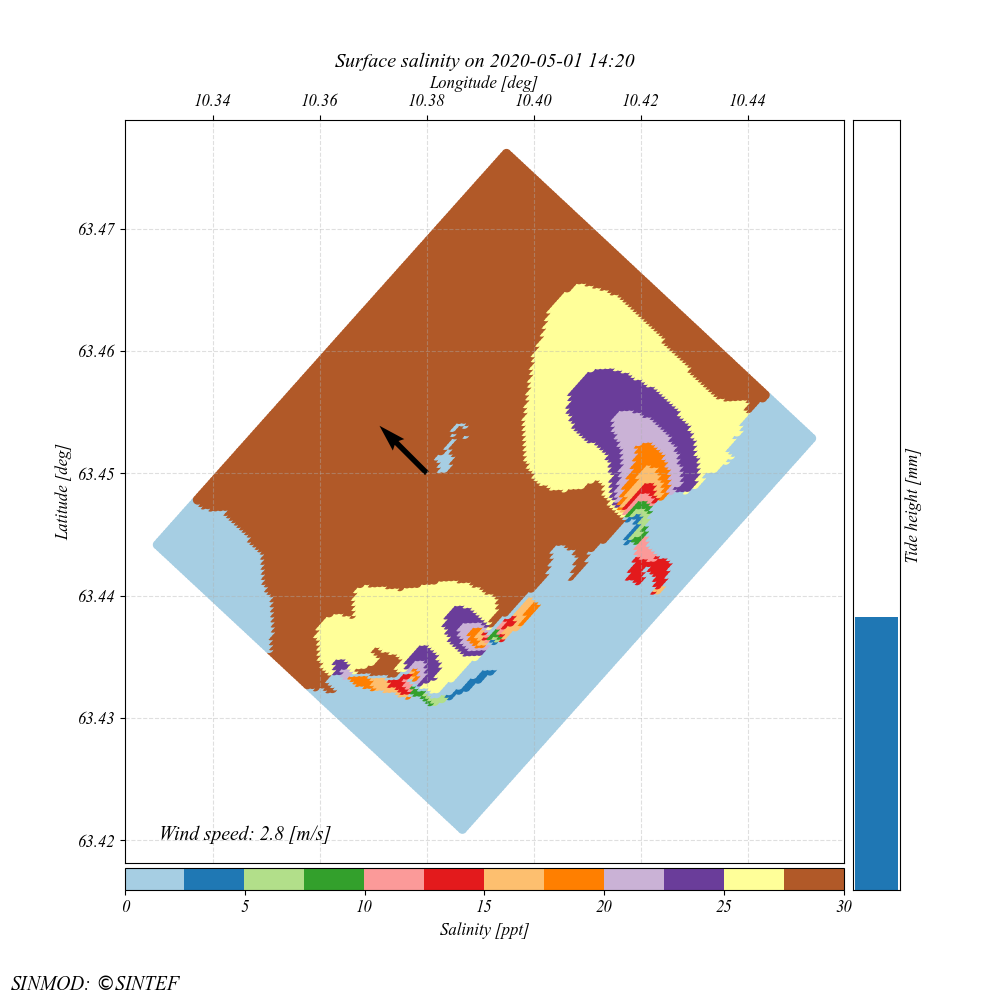 Surface salinity on 2020-05-01 14:20
Longitude [deg]
10.34 10.36 10.38 10.40 10.42 10.44
63.47
63.46
63.45
63.44
63.43
63.42
Latitude [deg]
Tide height [mm]
Wind speed: 2.8 [m/s]
0 5 10 15 20 25 30
Salinity [ppt]
SINMOD: ©SINTEF